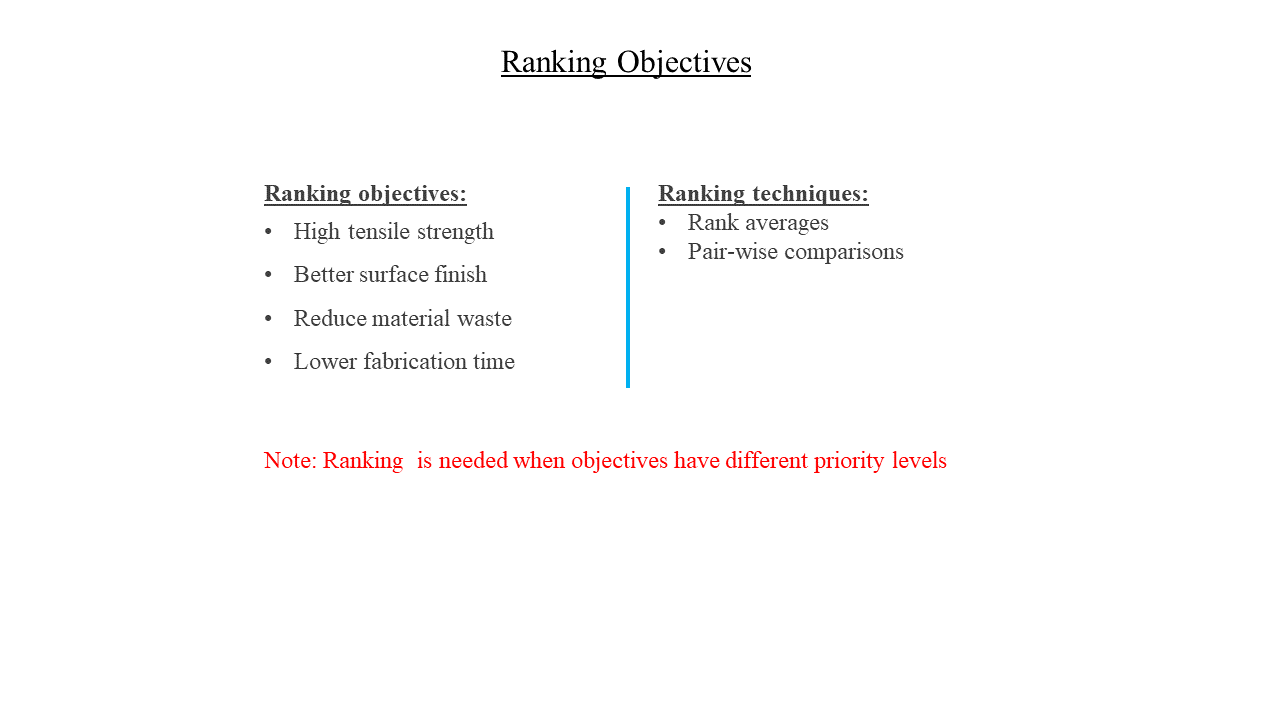 Ranking Objectives
Ranking objectives:
• High tensile strength
• Better surface finish
• Reduce material waste
• Lower fabrication time
Ranking techniques:
• Rank averages
• Pair-wise comparisons
Note: Ranking  is needed when objectives have different priority levels